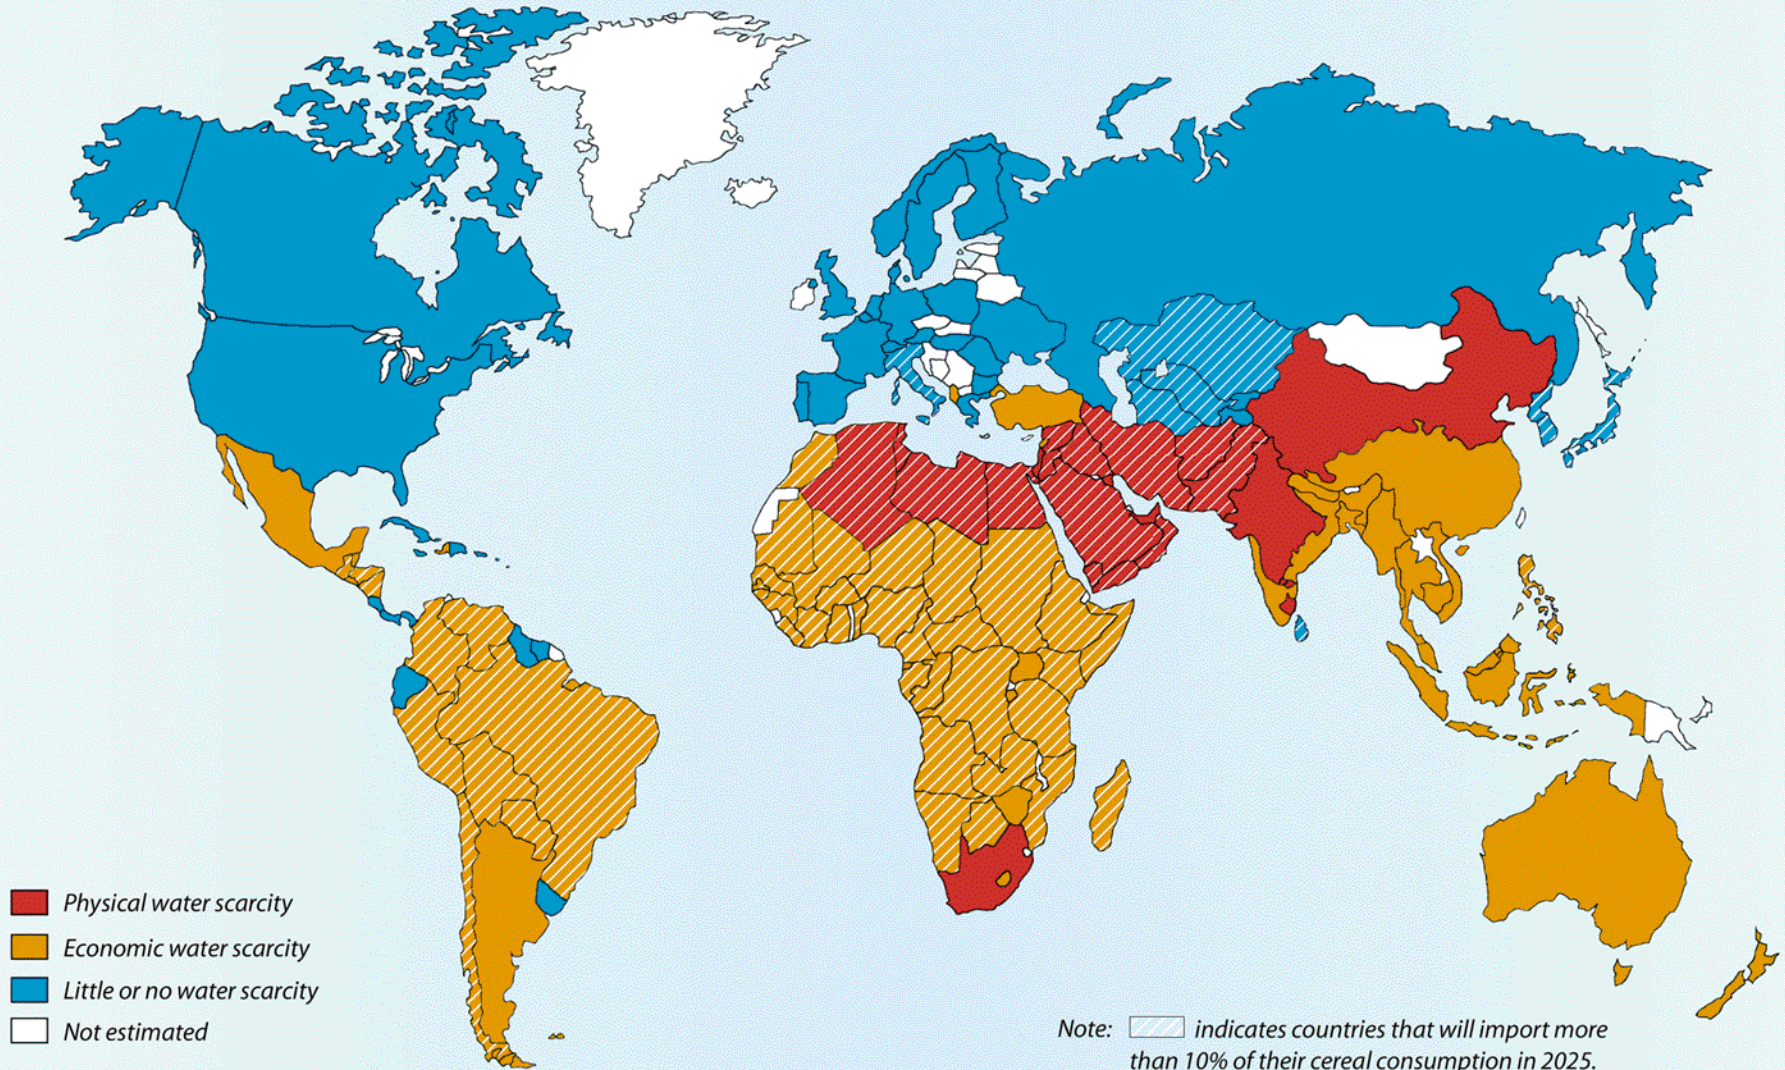 Physical water scarcity
Economic water scarcity
Little or no water scarcity
Not estimated
Note: indicates countries that will import more
than 10% of their cereal consumption in 2025.